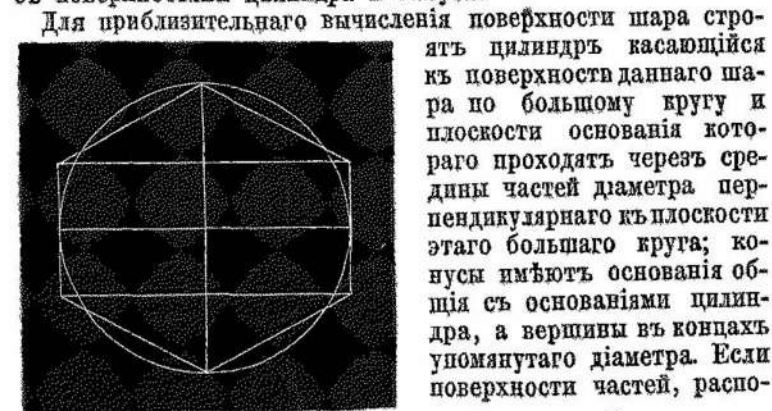 Для приблизительнаго вычисленія поверхности шара стро-
ятъ цилиндръ касающійся
къ поверхности даннаго ша-
ра по большому кругу и
плоскости основанія кото-
раго проходятъ черезъ сре-
дины частей діаметра пер-
пендикулярнаго къ плоскости
этаго большаго круга; ко-
нусы имѣютъ основанія об-
щія съ основаніями цилин-
дра, а вершины въ концахъ
упомянутаго діаметра. Если
поверхности частей, распо-